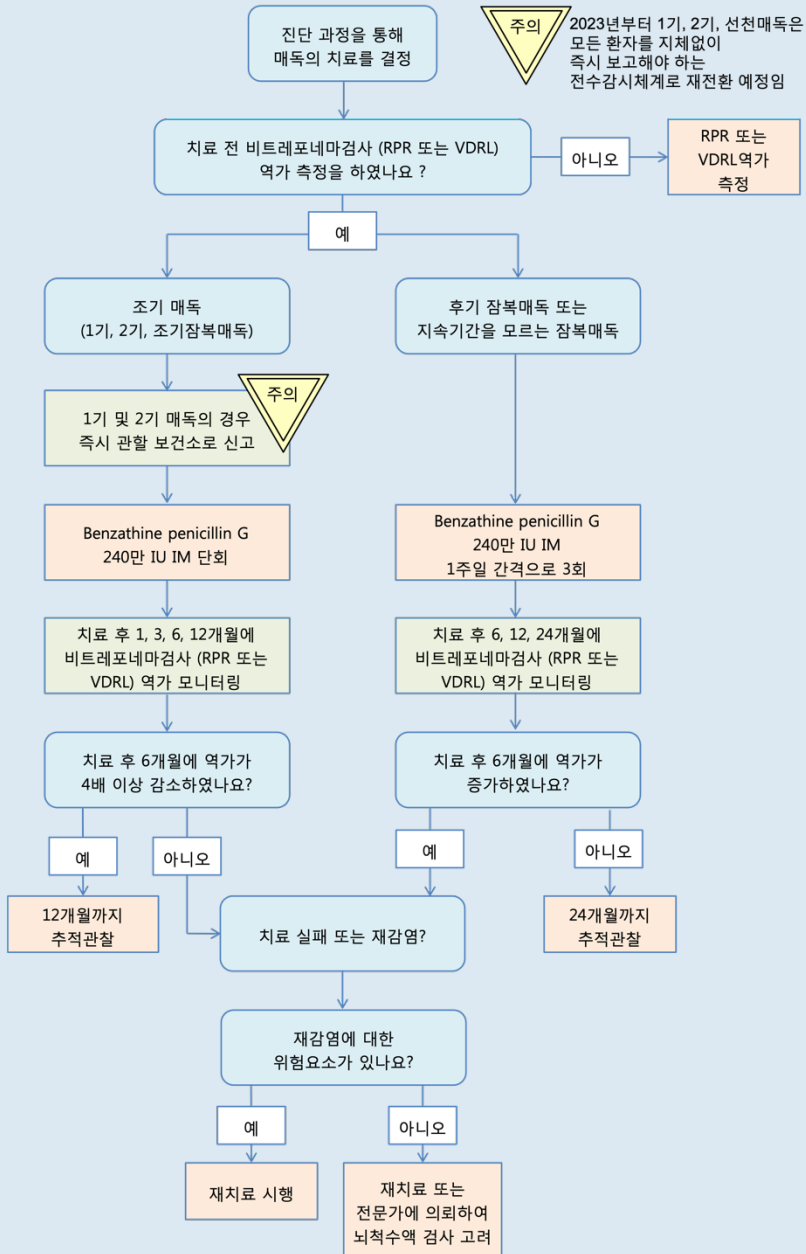 진단 과정을 통해
매독의 치료를 결정
주의
2023년부터 1기, 2기, 선천매독은
모든 환자를 지체없이
즉시 보고해야 하는
전수감시체계로 재전환 예정임
치료 전 비트레포네마검사 (RPR 또는 VDRL)
역가 측정을 하였나요 ?
아니오
RPR 또는
VDRL역가
측정
예
조기 매독
(1기, 2기, 조기잠복매독)
후기 잠복매독 또는
지속기간을 모르는 잠복매독
주의
1기 및 2기 매독의 경우
즉시 관할 보건소로 신고
Benzathine penicillin G
240만 IU IM 단회
Benzathine penicillin G
240만 IU IM
1주일 간격으로 3회
치료 후 1, 3, 6, 12개월에
비트레포네마검사 (RPR 또는
VDRL) 역가 모니터링
치료 후 6, 12, 24개월에
비트레포네마검사 (RPR 또는
VDRL) 역가 모니터링
치료 후 6개월에 역가가
4배 이상 감소하였나요?
치료 후 6개월에 역가가
증가하였나요?
예
아니오
예
아니오
12개월까지
추적관찰
치료 실패 또는 재감염?
24개월까지
추적관찰
재감염에 대한
위험요소가 있나요?
예
아니오
재치료 시행
재치료 또는
전문가에 의뢰하여
뇌척수액 검사 고려